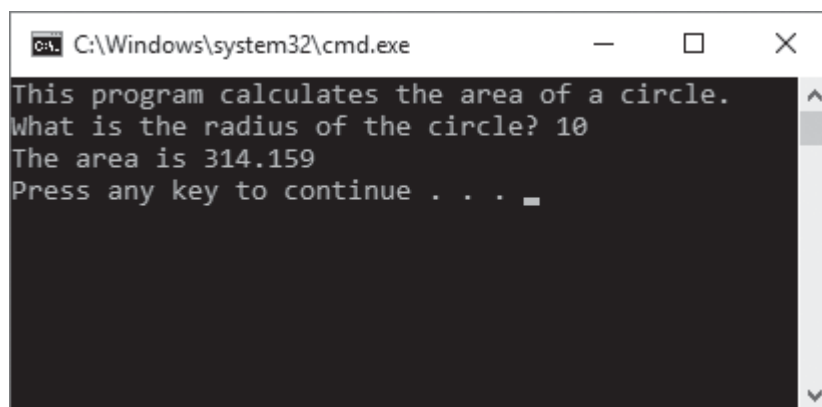 C:\Windows\system32\cmd.exe
This program calculates the area of a circle.
What is the radius of the circle? 10
The area is 314.159
Press any key to continue . . .